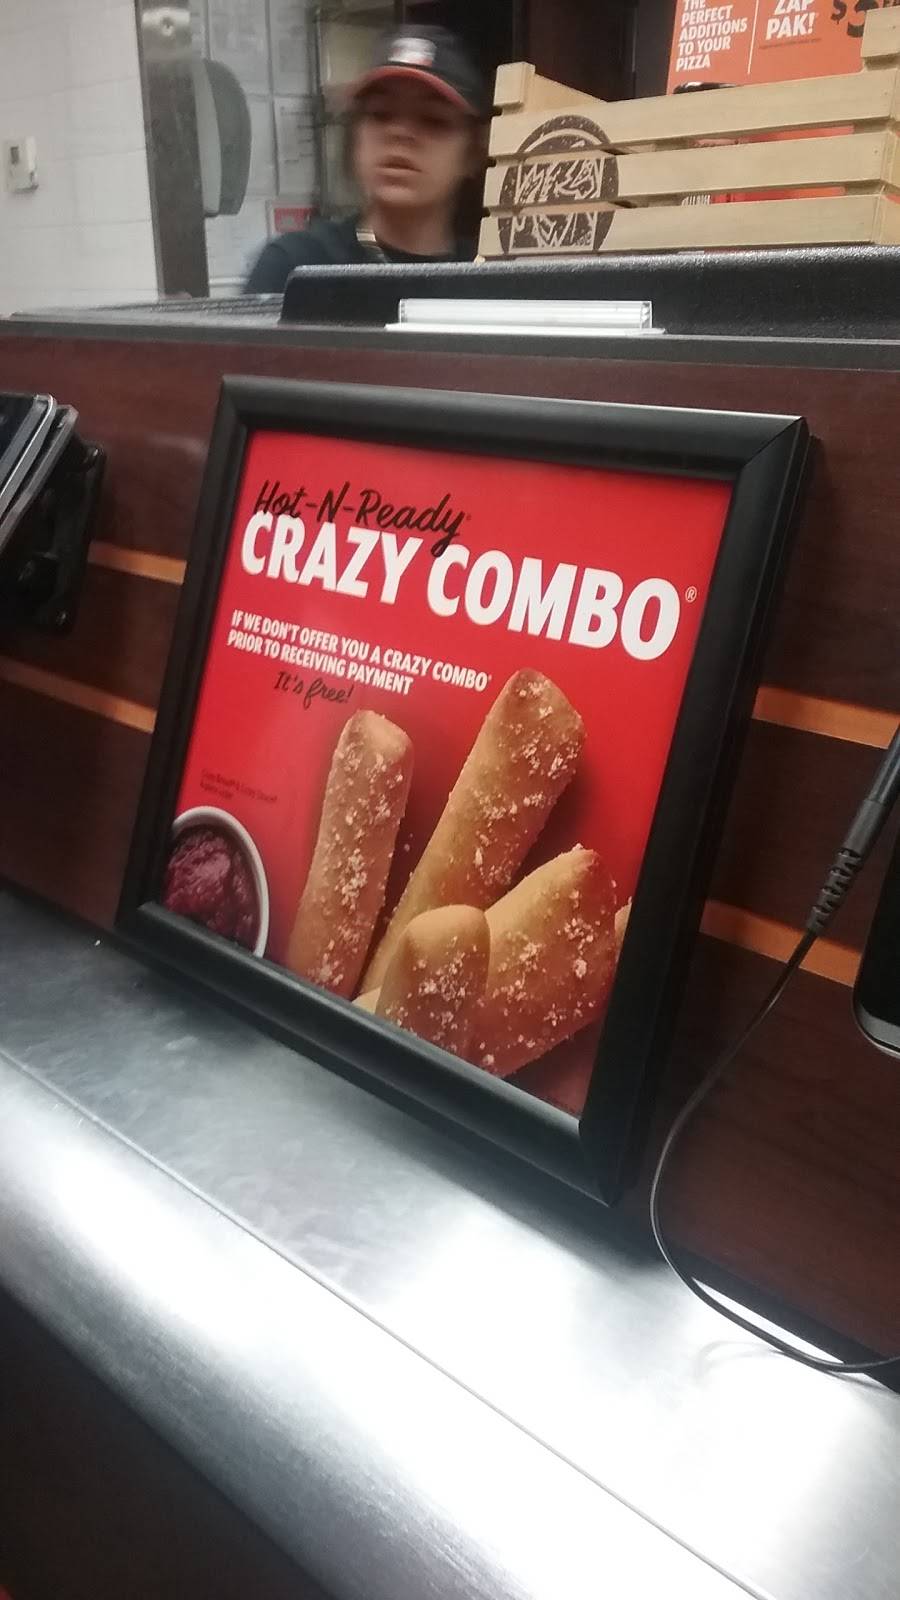 THE
PERFECT
ADDITIONS
TO YOUR
PIZZA
ZAP
PAK!
Hot-N-Ready
CRAZY COMBO®
IF WE DON'T OFFER YOU A CRAZY COMBO®
PRIOR TO RECEIVING PAYMENT
It's free!